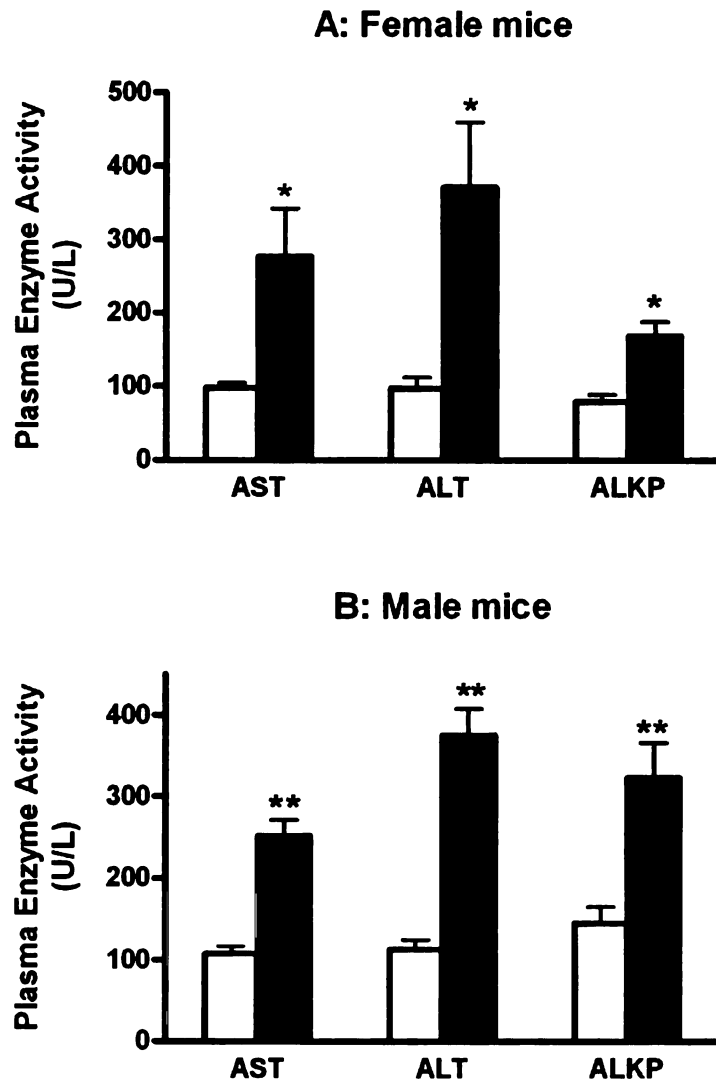 A: Female mice
Plasma Enzyme Activity
(U/L)
500
*
400
*
300
*
200
100
0
AST ALT ALKP
B: Male mice
Plasma Enzyme Activity
(U/L)
**
400
**
300
**
200
100
0
AST ALT ALKP